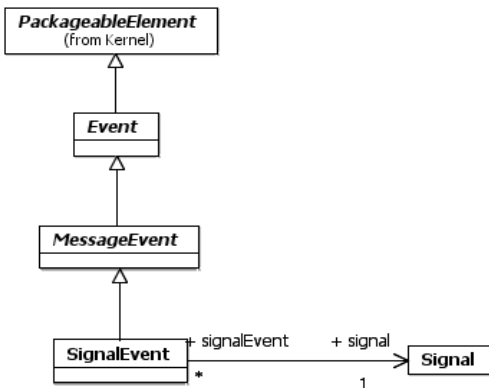 PackageableElement
(from Kernel)
Event
MessageEvent
SignalEvent
+ signalEvent
+ signal
*
1
Signal